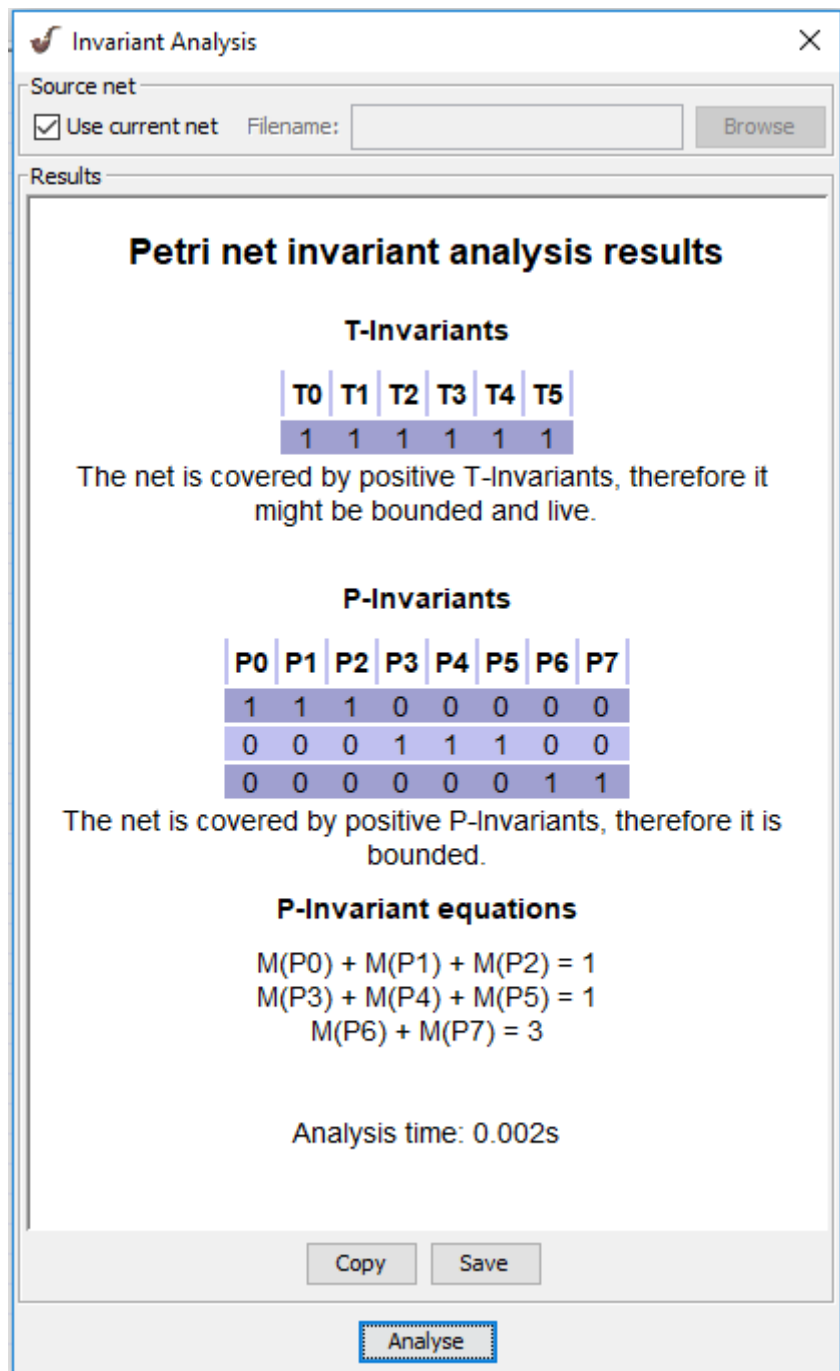 Invariant Analysis
Source net
Use current net Filename: Browse
Results
Petri net invariant analysis results
T-Invariants
T0 T1 T2 T3 T4 T5
1 1 1 1 1 1
The net is covered by positive T-Invariants, therefore it
might be bounded and live.
P-Invariants
P0 P1 P2 P3 P4 P5 P6 P7
1 1 1 0 0 0 0 0
0 0 0 1 1 1 0 0
0 0 0 0 0 0 1 1
The net is covered by positive P-Invariants, therefore it is
bounded.
P-Invariant equations
M(P0) + M(P1) + M(P2) = 1
M(P3) + M(P4) + M(P5) = 1
M(P6) + M(P7) = 3
Analysis time: 0.002s
Copy Save
Analyse